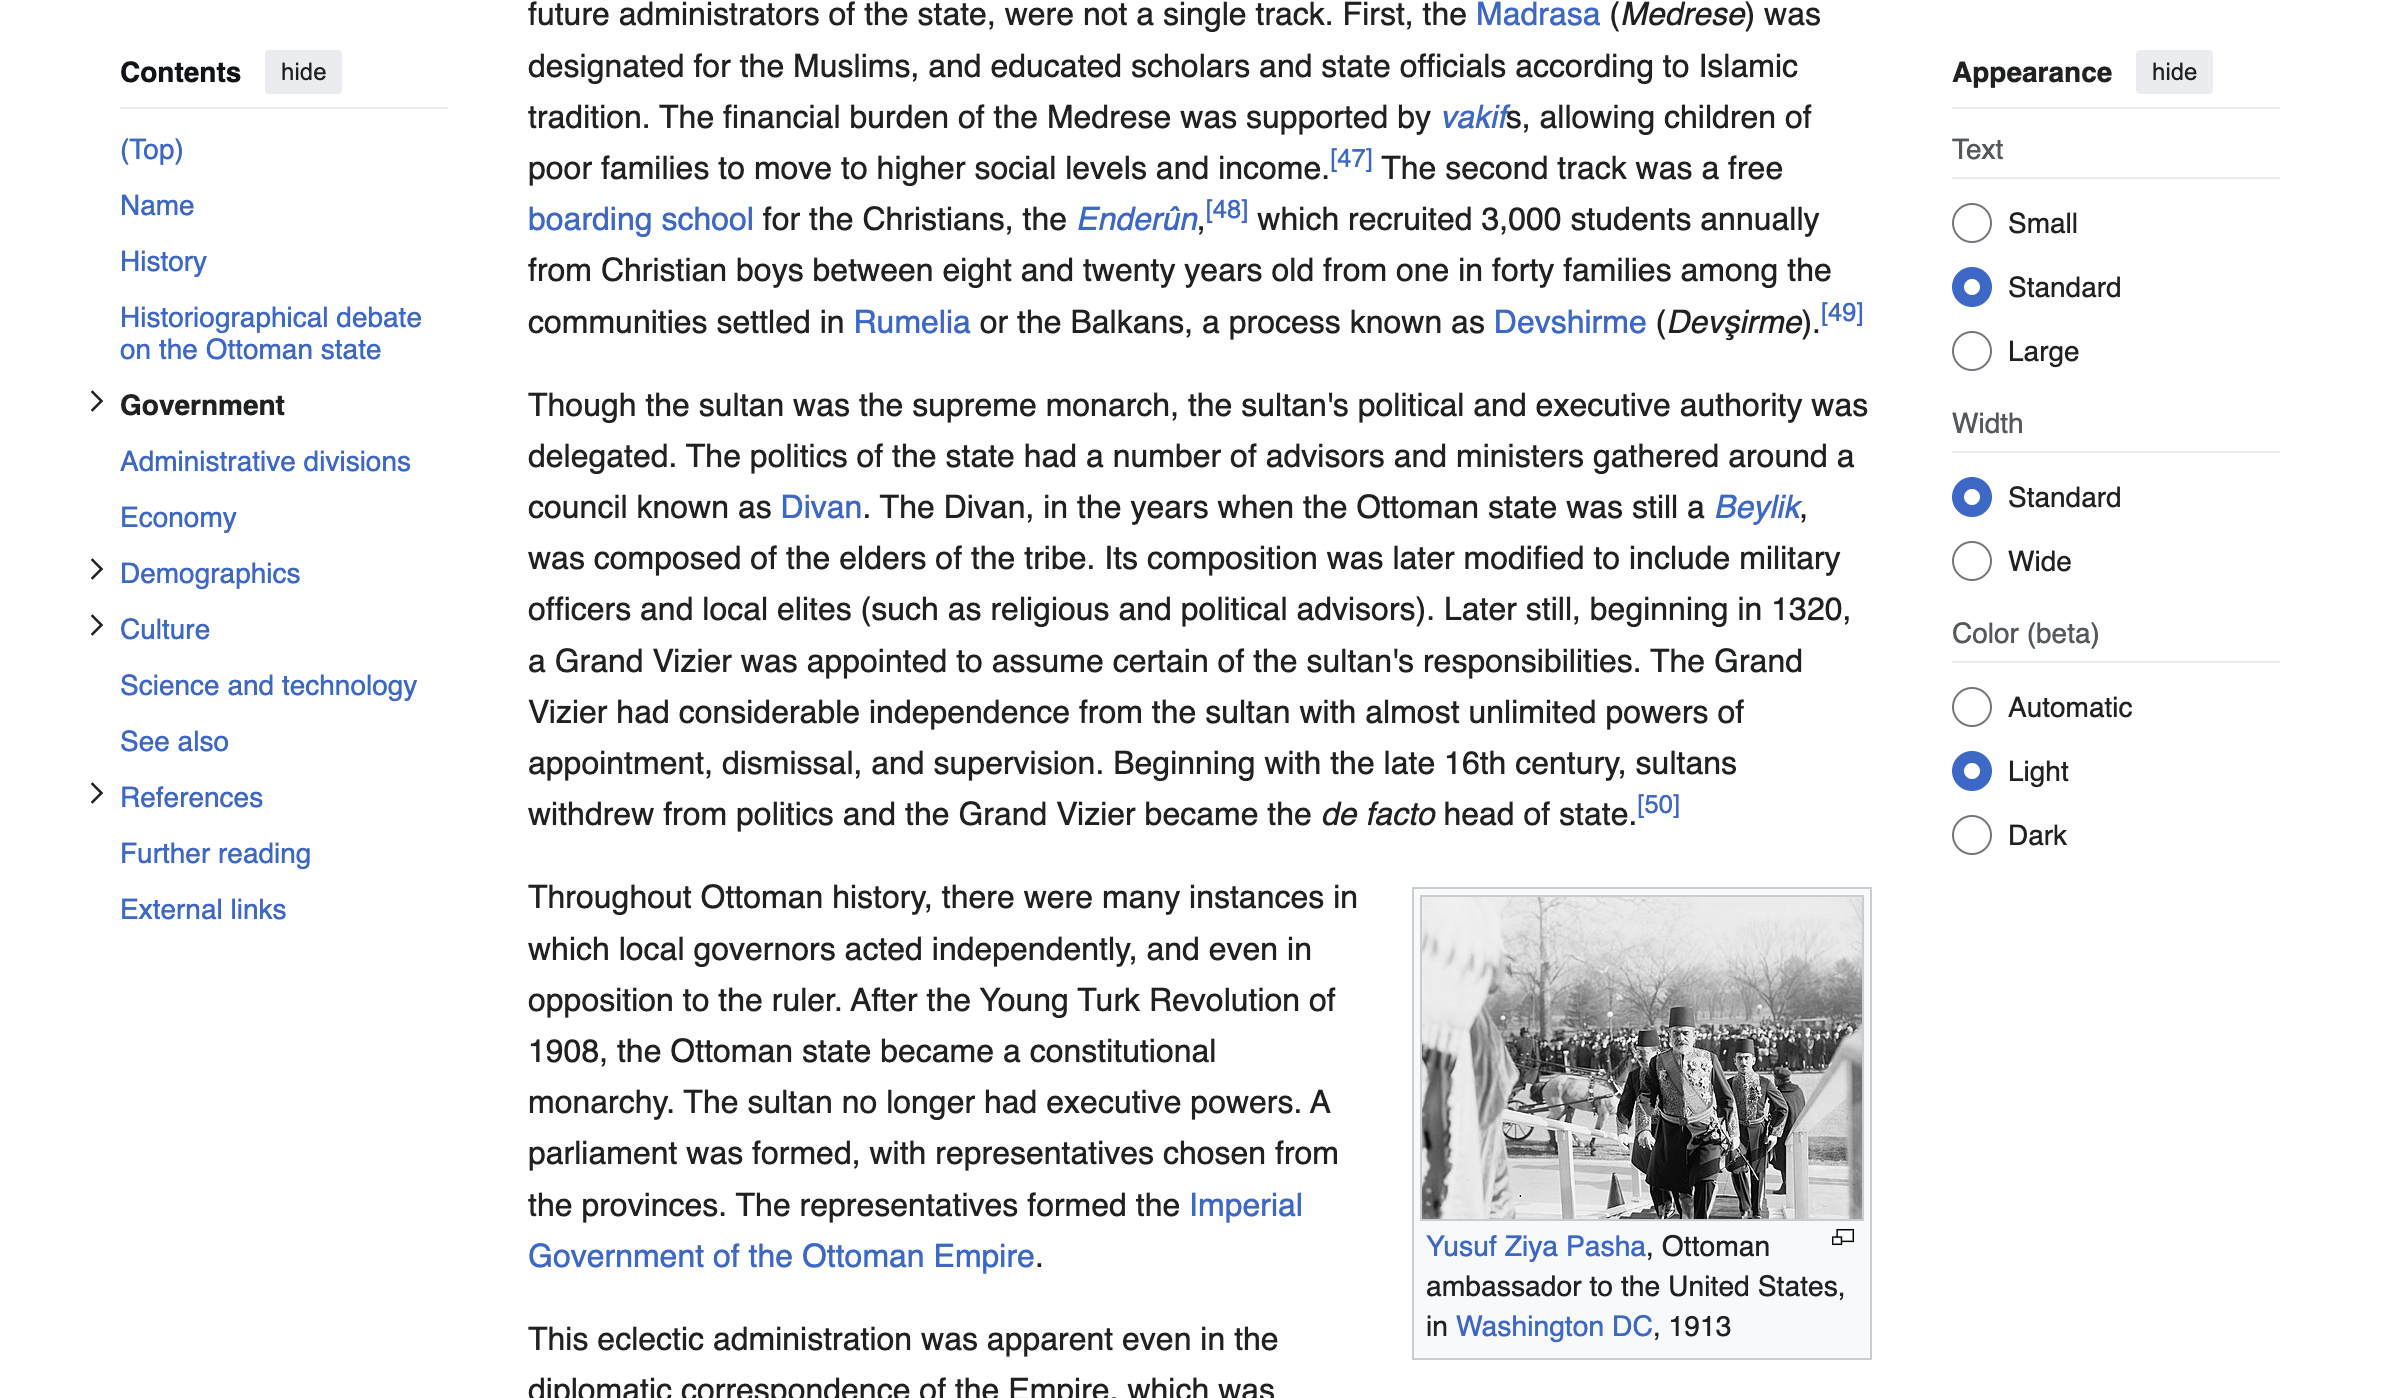 Contents hide
(Top)
Name
History
Historiographical debate
on the Ottoman state
Government
Administrative divisions
Economy
Demographics
Culture
Science and technology
See also
References
Further reading
External links
future administrators of the state, were not a single track. First, the Madrasa (Medrese) was
designated for the Muslims, and educated scholars and state officials according to Islamic
tradition. The financial burden of the Medrese was supported by vakifs, allowing children of
poor families to move to higher social levels and income.[47] The second track was a free
boarding school for the Christians, the Enderûn,[48] which recruited 3,000 students annually
from Christian boys between eight and twenty years old from one in forty families among the
communities settled in Rumelia or the Balkans, a process known as Devshirme (Devşirme).[49]
Though the sultan was the supreme monarch, the sultan's political and executive authority was
delegated. The politics of the state had a number of advisors and ministers gathered around a
council known as Divan. The Divan, in the years when the Ottoman state was still a Beylik,
was composed of the elders of the tribe. Its composition was later modified to include military
officers and local elites (such as religious and political advisors). Later still, beginning in 1320,
a Grand Vizier was appointed to assume certain of the sultan's responsibilities. The Grand
Vizier had considerable independence from the sultan with almost unlimited powers of
appointment, dismissal, and supervision. Beginning with the late 16th century, sultans
withdrew from politics and the Grand Vizier became the de facto head of state.[50]
Throughout Ottoman history, there were many instances in
which local governors acted independently, and even in
opposition to the ruler. After the Young Turk Revolution of
1908, the Ottoman state became a constitutional
monarchy. The sultan no longer had executive powers. A
parliament was formed, with representatives chosen from
the provinces. The representatives formed the Imperial
Government of the Ottoman Empire.
This eclectic administration was apparent even in the
diplomatic correspondence of the Empire, which was
Yusuf Ziya Pasha, Ottoman
ambassador to the United States,
in Washington DC, 1913
Appearance hide
Text
Small
Standard
Large
Width
Standard
Wide
Color (beta)
Automatic
Light
Dark